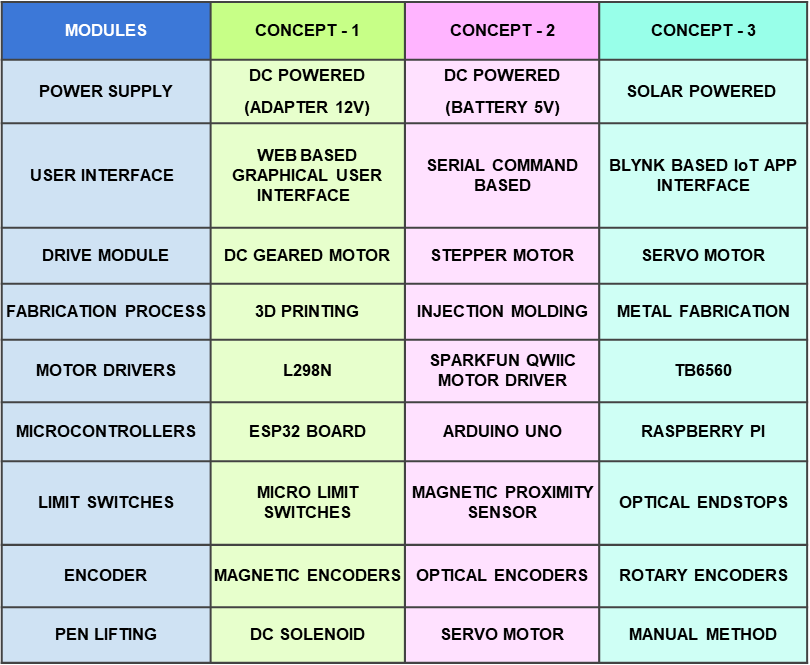 MODULES
CONCEPT - 1
CONCEPT - 2
CONCEPT - 3
POWER SUPPLY
DC POWERED
(ADAPTER 12V)
DC POWERED
(BATTERY 5V)
SOLAR POWERED
USER INTERFACE
WEB BASED
GRAPHICAL USER
INTERFACE
SERIAL COMMAND
BASED
BLYNK BASED IoT APP
INTERFACE
DRIVE MODULE
DC GEARED MOTOR
STEPPER MOTOR
SERVO MOTOR
FABRICATION PROCESS
3D PRINTING
INJECTION MOLDING
METAL FABRICATION
MOTOR DRIVERS
L298N
SPARKFUN QWIIC
MOTOR DRIVER
TB6560
MICROCONTROLLERS
ESP32 BOARD
ARDUINO UNO
RASPBERRY PI
LIMIT SWITCHES
MICRO LIMIT
SWITCHES
MAGNETIC PROXIMITY
SENSOR
OPTICAL ENDSTOPS
ENCODER
MAGNETIC ENCODERS
OPTICAL ENCODERS
ROTARY ENCODERS
PEN LIFTING
DC SOLENOID
SERVO MOTOR
MANUAL METHOD